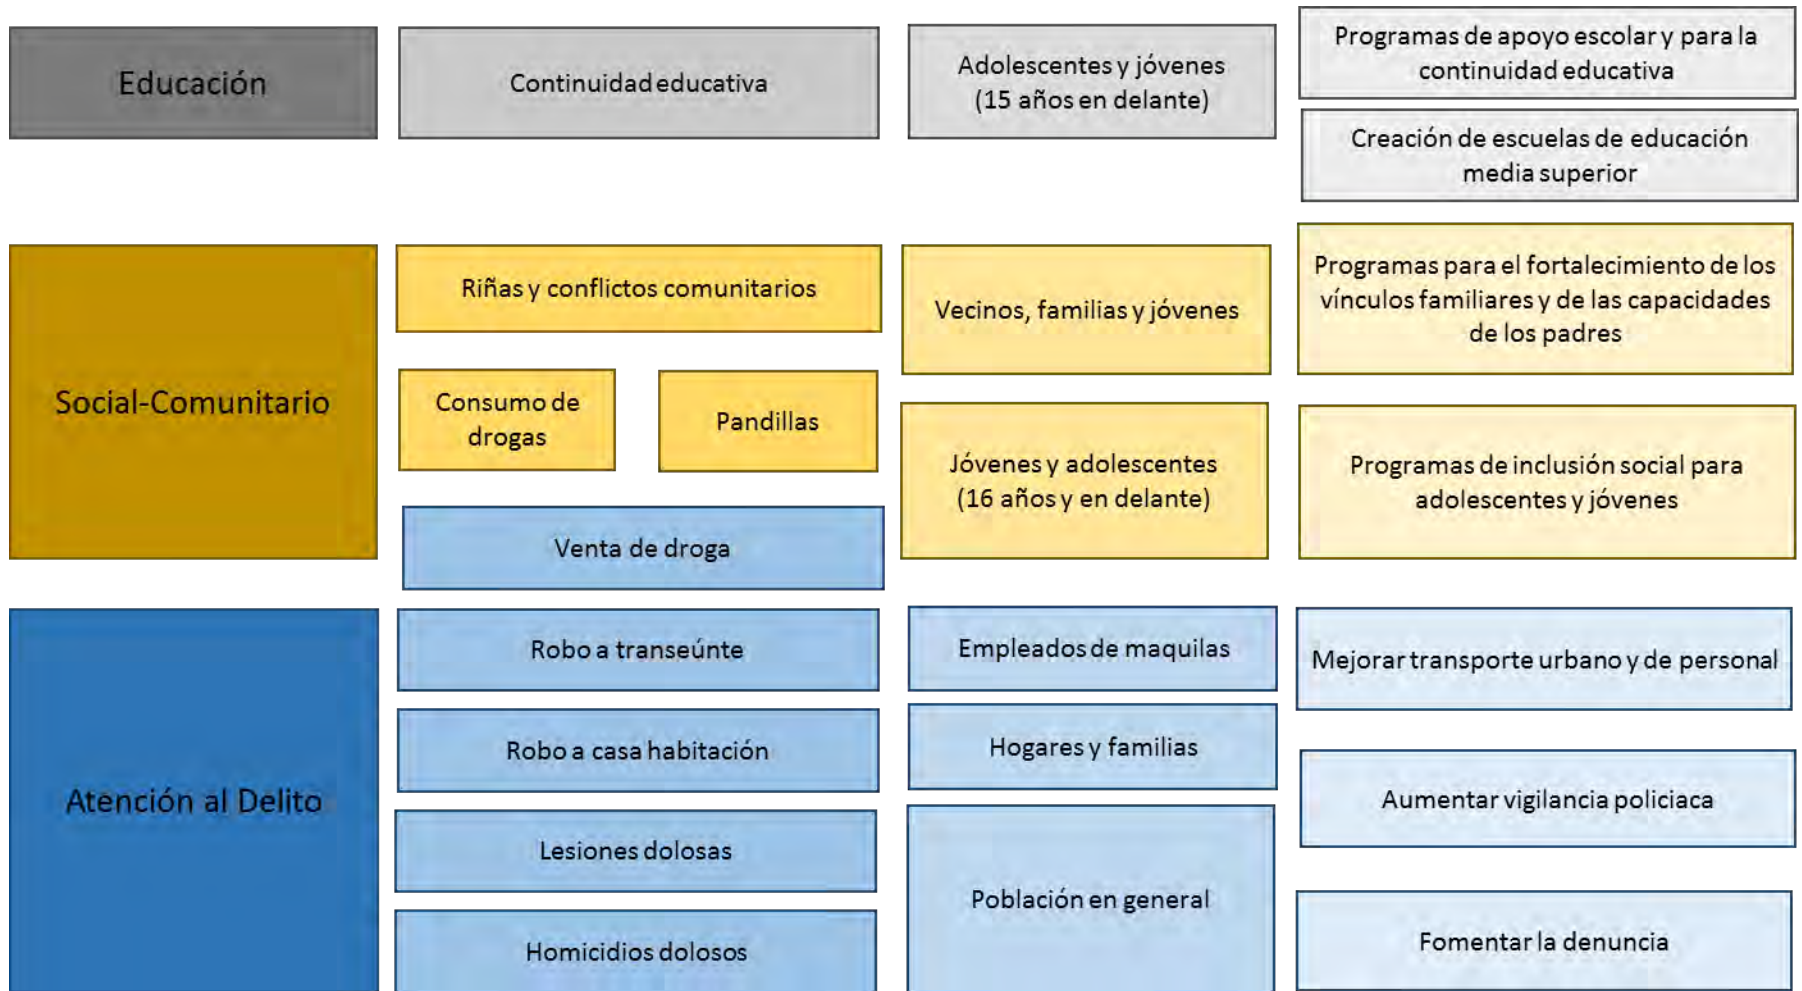 Educación
Continuidad educativa
Adolescentes y jóvenes
(15 años en delante)
Programas de apoyo escolar y para la
continuidad educativa
Creación de escuelas de educación
media superior
Social-Comunitario
Riñas y conflictos comunitarios
Consumo de
drogas
Pandillas
Venta de droga
Vecinos, familias y jóvenes
Jóvenes y adolescentes
(16 años y en delante)
Programas para el fortalecimiento de los
vínculos familiares y de las capacidades
de los padres
Programas de inclusión social para
adolescentes y jóvenes
Atención al Delito
Robo a transeúnte
Robo a casa habitación
Lesiones dolosas
Homicidios dolosos
Empleados de maquilas
Hogares y familias
Población en general
Mejorar transporte urbano y de personal
Aumentar vigilancia policiaca
Fomentar la denuncia